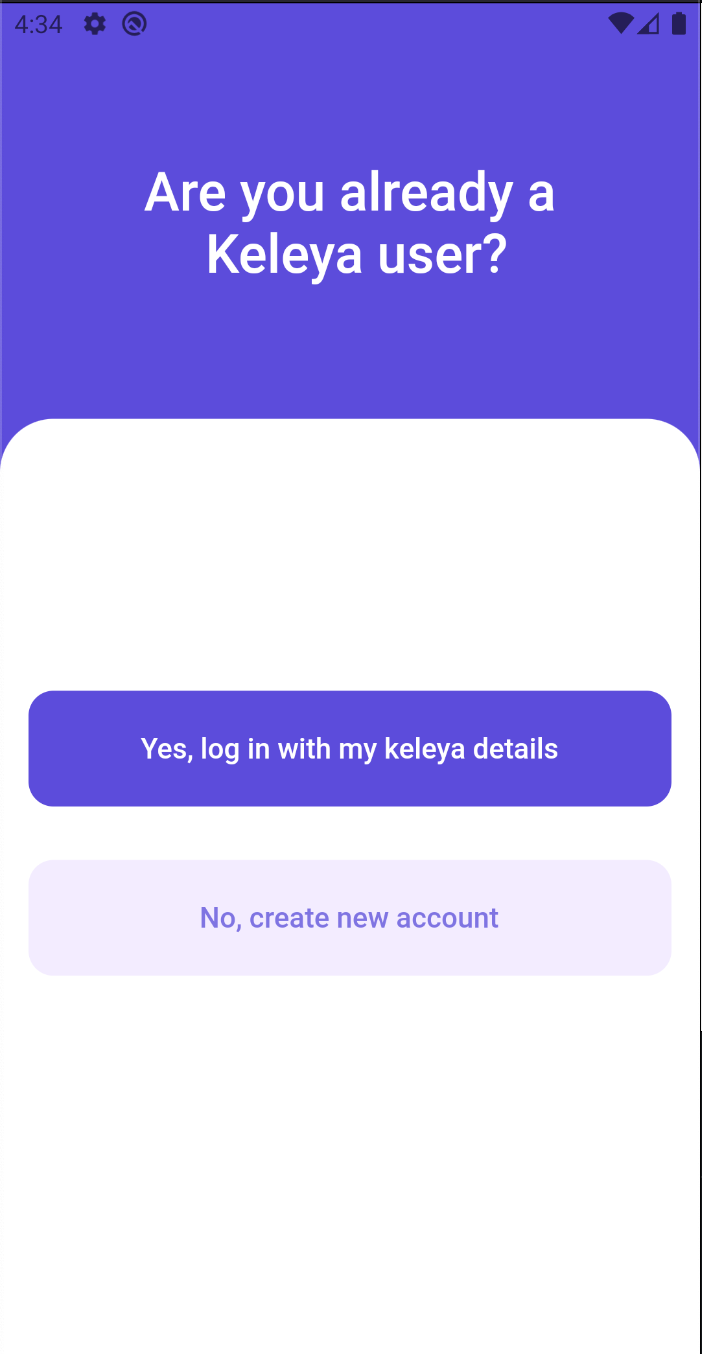 4:34
Are you already a
Keleya user?
Yes, log in with my keleya details
No, create new account